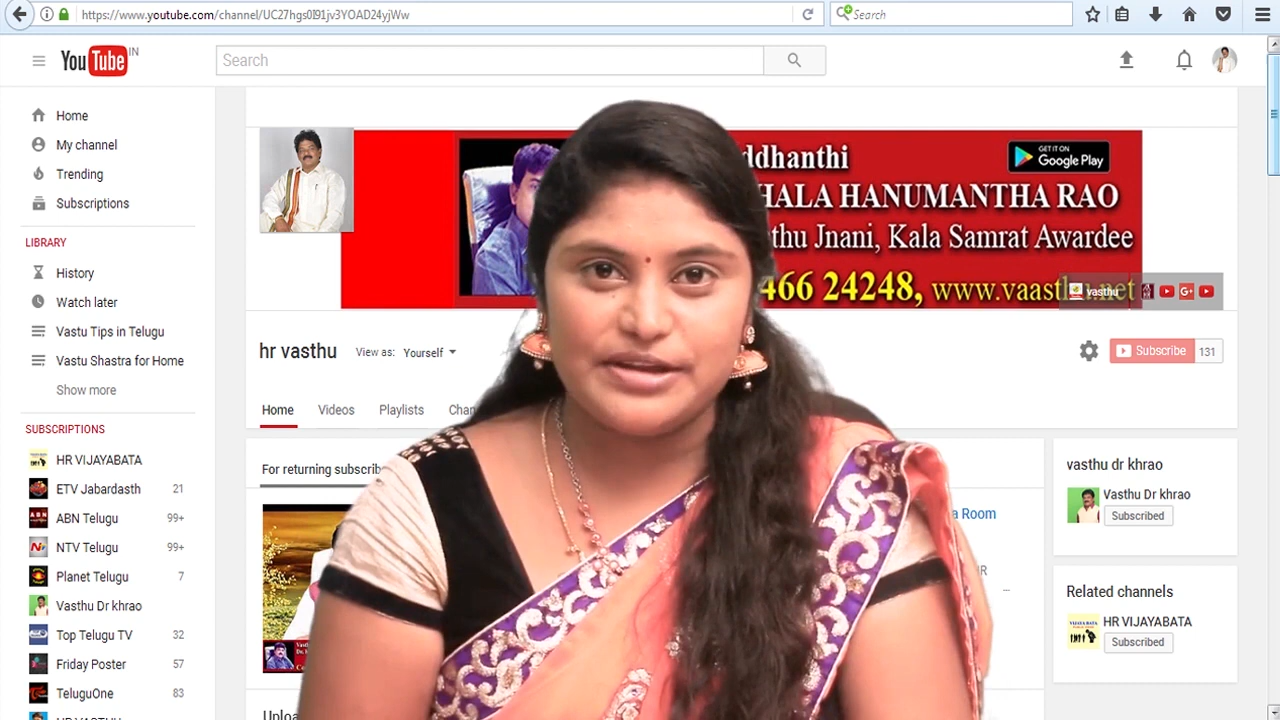 https://www.youtube.com/channel/UC27hgs0I91jv3YOAD24yjWw
Search
YouTube IN
Search
Home
My channel
Trending
Subscriptions
LIBRARY
History
Watch later
Vastu Tips in Telugu
Vastu Shastra for Home
Show more
SUBSCRIPTIONS
HR VIJAYABATA
ETV Jabardasth 21
ABN Telugu 99+
NTV Telugu 99+
Planet Telugu 7
Vasthu Dr khrao
Top Telugu TV 32
Friday Poster 57
TeluguOne 83
ddhanthi
GET IT ON
Google Play
HALA HANUMANTHA RAO
thu Jnani, Kala Samrat Awardee
466 24248, www.vaasthu.net
vasthu
hr vasthu
View as: Yourself
Subscribe 131
Home Videos Playlists Chan
For returning subscrib
a Room
vasthu dr khrao
Vasthu Dr khrao
Subscribed
Related channels
HR VIJAYABATA
Subscribed
Uploa